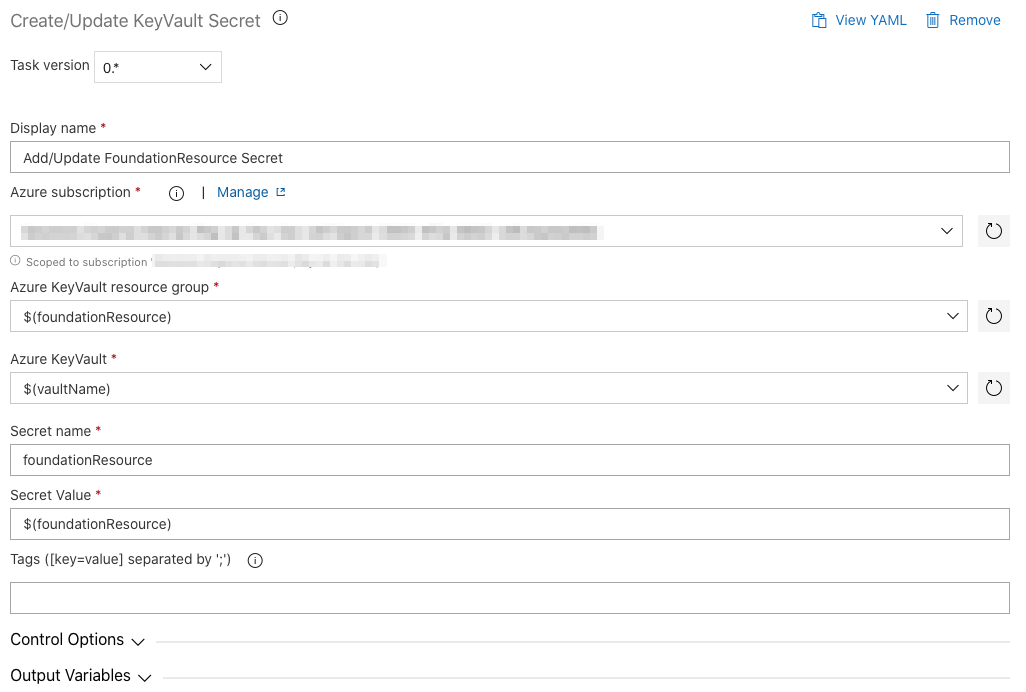 Create/Update KeyVault Secret
View YAML
Remove
Task version 0.*
Display name *
Add/Update FoundationResource Secret
Azure subscription * | Manage
Scoped to subscription '
Azure KeyVault resource group *
$(foundationResource)
Azure KeyVault *
$(vaultName)
Secret name *
foundationResource
Secret Value *
$(foundationResource)
Tags ([key=value] separated by ';')
Control Options
Output Variables